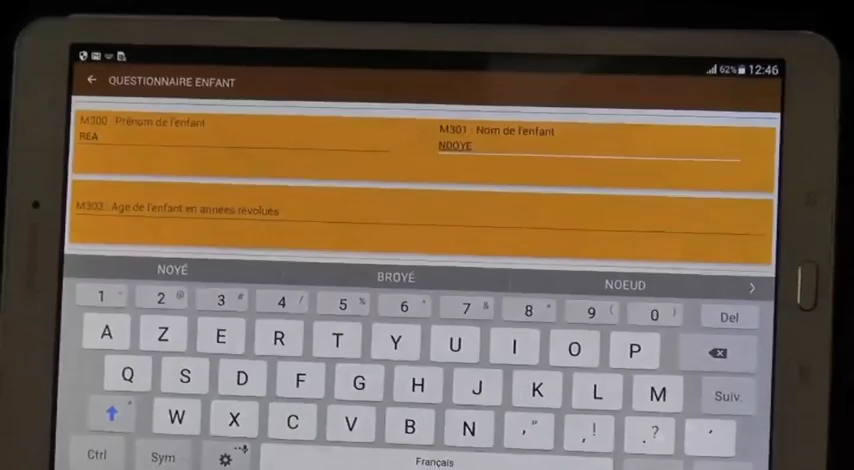 62% 12:46
QUESTIONNAIRE ENFANT
M300 : Prénom de l'enfant
REA
M301 : Nom de l'enfant
NDOYE
M303 : Age de l'enfant en années révolues
NOYÉ BROYÉ NOEUD
1 2 @ 3 # 4 / 5 % 6 ^ 7 & 8 * 9 ( 0 ) Del
A Z E R T Y U I O P
Q S D F G H J K L M Suiv.
W X C V B N , " , ! . ? '
Ctrl Sym Français